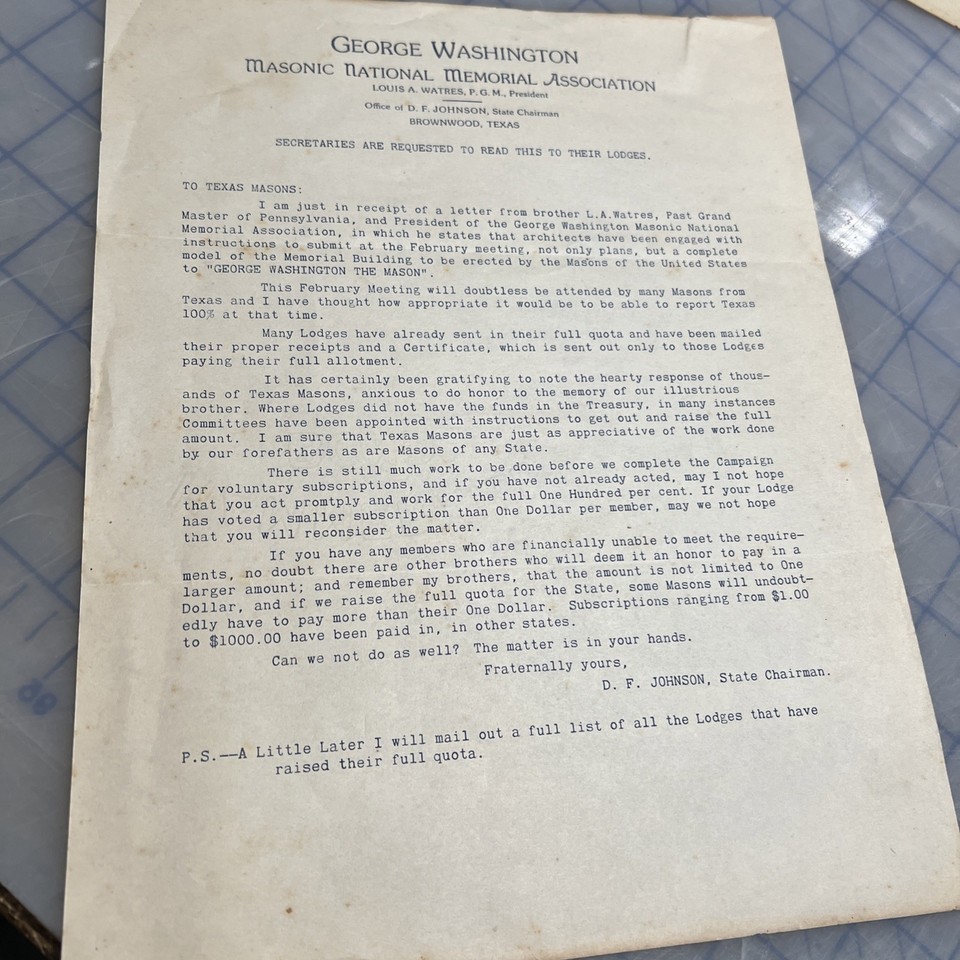 GEORGE WASHINGTON
MASONIC NATIONAL MEMORIAL ASSOCIATION
LOUIS A. WATRES, P. G. M., President
Office of D. F. JOHNSON, State Chairman
BROWNWOOD, TEXAS
SECRETARIES ARE REQUESTED TO READ THIS TO THEIR LODGES.
TO TEXAS MASONS:
I am just in receipt of a letter from brother L.A.Watres, Past Grand
Master of Pennsylvania, and President of the George Washington Masonic National
Memorial Association, in which he states that architects have been engaged with
instructions to submit at the February meeting, not only plans, but a complete
model of the Memorial Building to be erected by the Masons of the United States
to "GEORGE WASHINGTON THE MASON".
This February Meeting will doubtless be attended by many Masons from
Texas and I have thought how appropriate it would be to be able to report Texas
100% at that time.
Many Lodges have already sent in their full quota and have been mailed
their proper receipts and a Certificate, which is sent out only to those Lodges
paying their full allotment.
It has certainly been gratifying to note the hearty response of thous-
ands of Texas Masons, anxious to do honor to the memory of our illustrious
brother. Where Lodges did not have the funds in the Treasury, in many instances
Committees have been appointed with instructions to get out and raise the full
amount. I am sure that Texas Masons are just as appreciative of the work done
by our forefathers as are Masons of any State.
There is still much work to be done before we complete the Campaign
for voluntary subscriptions, and if you have not already acted, may I not hope
that you act promtply and work for the full One Hundred per cent. If your Lodge
has voted a smaller subscription than One Dollar per member, may we not hope
that you will reconsider the matter.
If you have any members who are financially unable to meet the require-
ments, no doubt there are other brothers who will deem it an honor to pay in a
larger amount; and remember my brothers, that the amount is not limited to One
Dollar, and if we raise the full quota for the State, some Masons will undoubt-
edly have to pay more than their One Dollar. Subscriptions ranging from $1.00
to $1000.00 have been paid in, in other states.
Can we not do as well? The matter is in your hands.
Fraternally yours,
D. F. JOHNSON, State Chairman.
P.S.—A Little Later I will mail out a full list of all the Lodges that have
raised their full quota.